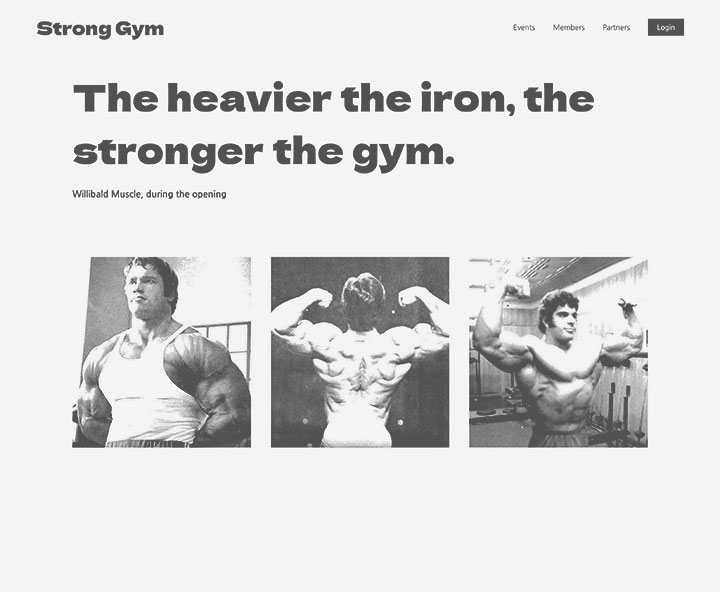 Strong Gym
Events Members Partners Login
The heavier the iron, the
stronger the gym.
Willibald Muscle, during the opening